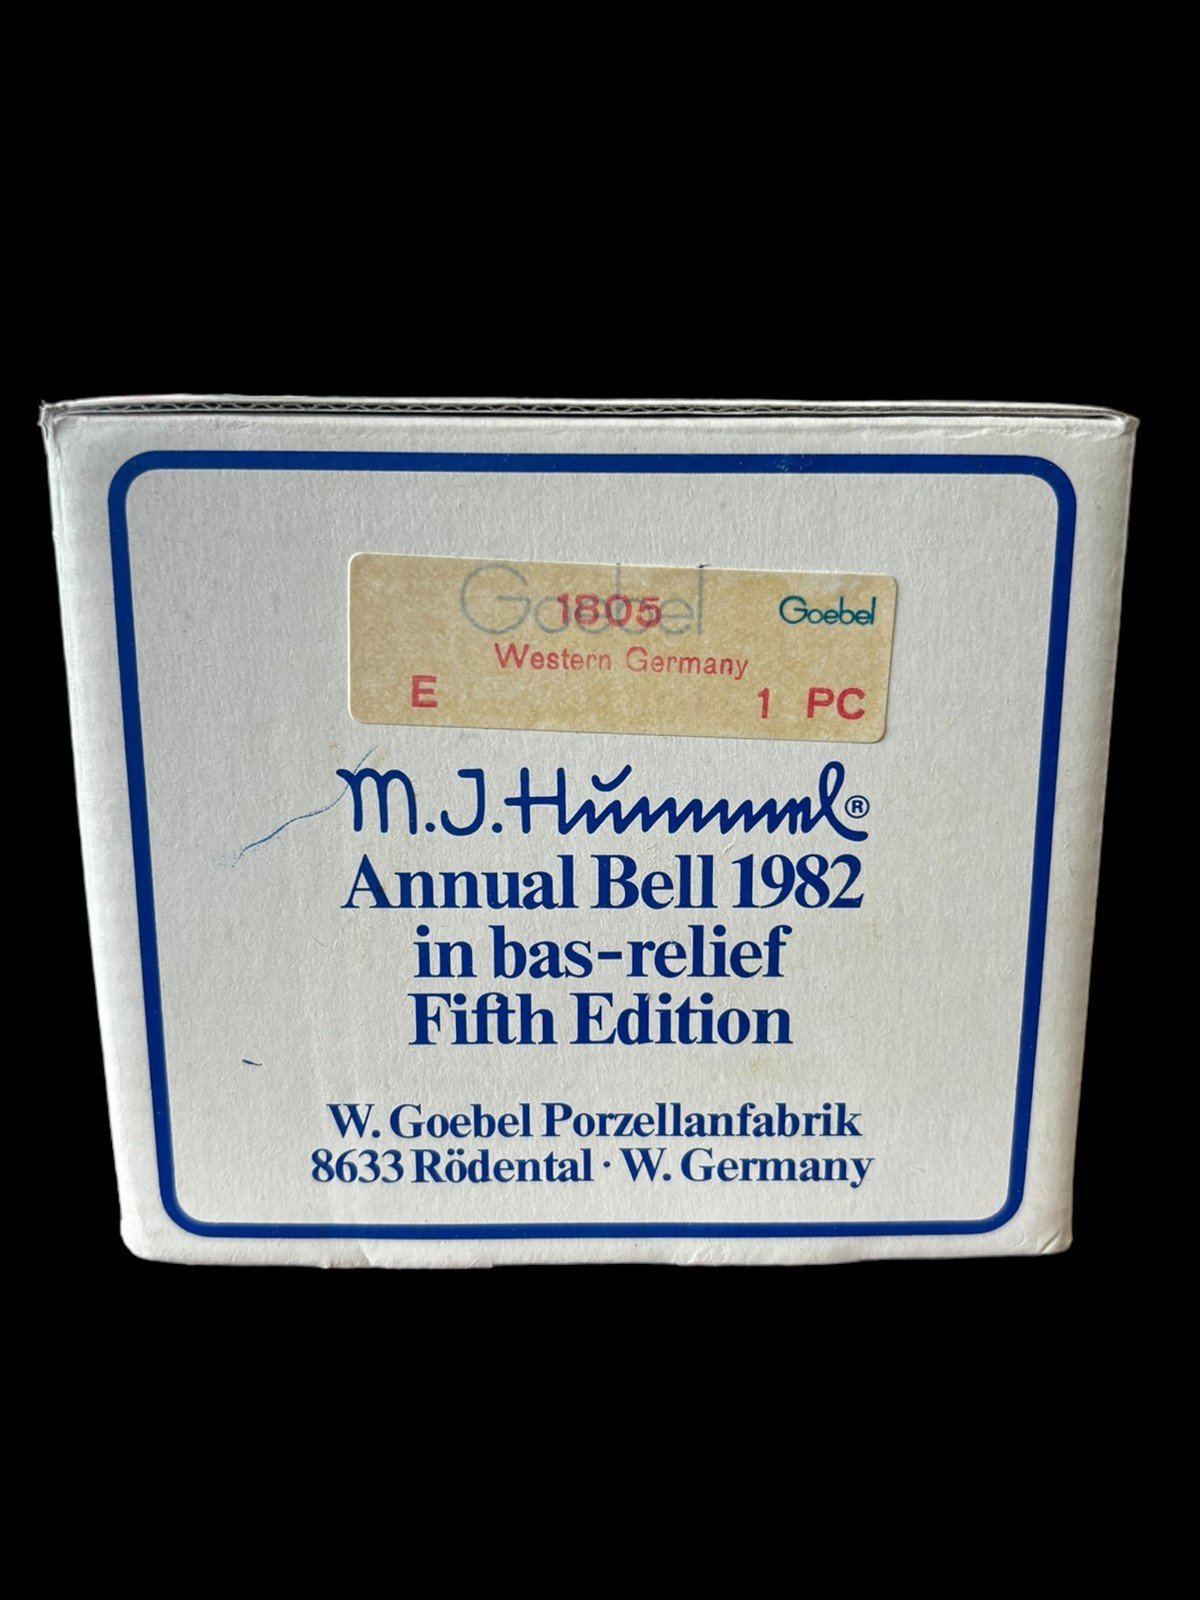 Goebel
1805
Goebel
Western Germany
E 1 PC
M.J.Hummel®
Annual Bell 1982
in bas-relief
Fifth Edition
W. Goebel Porzellanfabrik
8633 Rödental · W. Germany